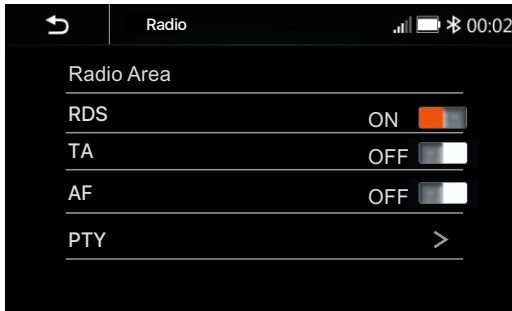 Radio 00:02
Radio Area
RDS ON
TA OFF
AF OFF
PTY >